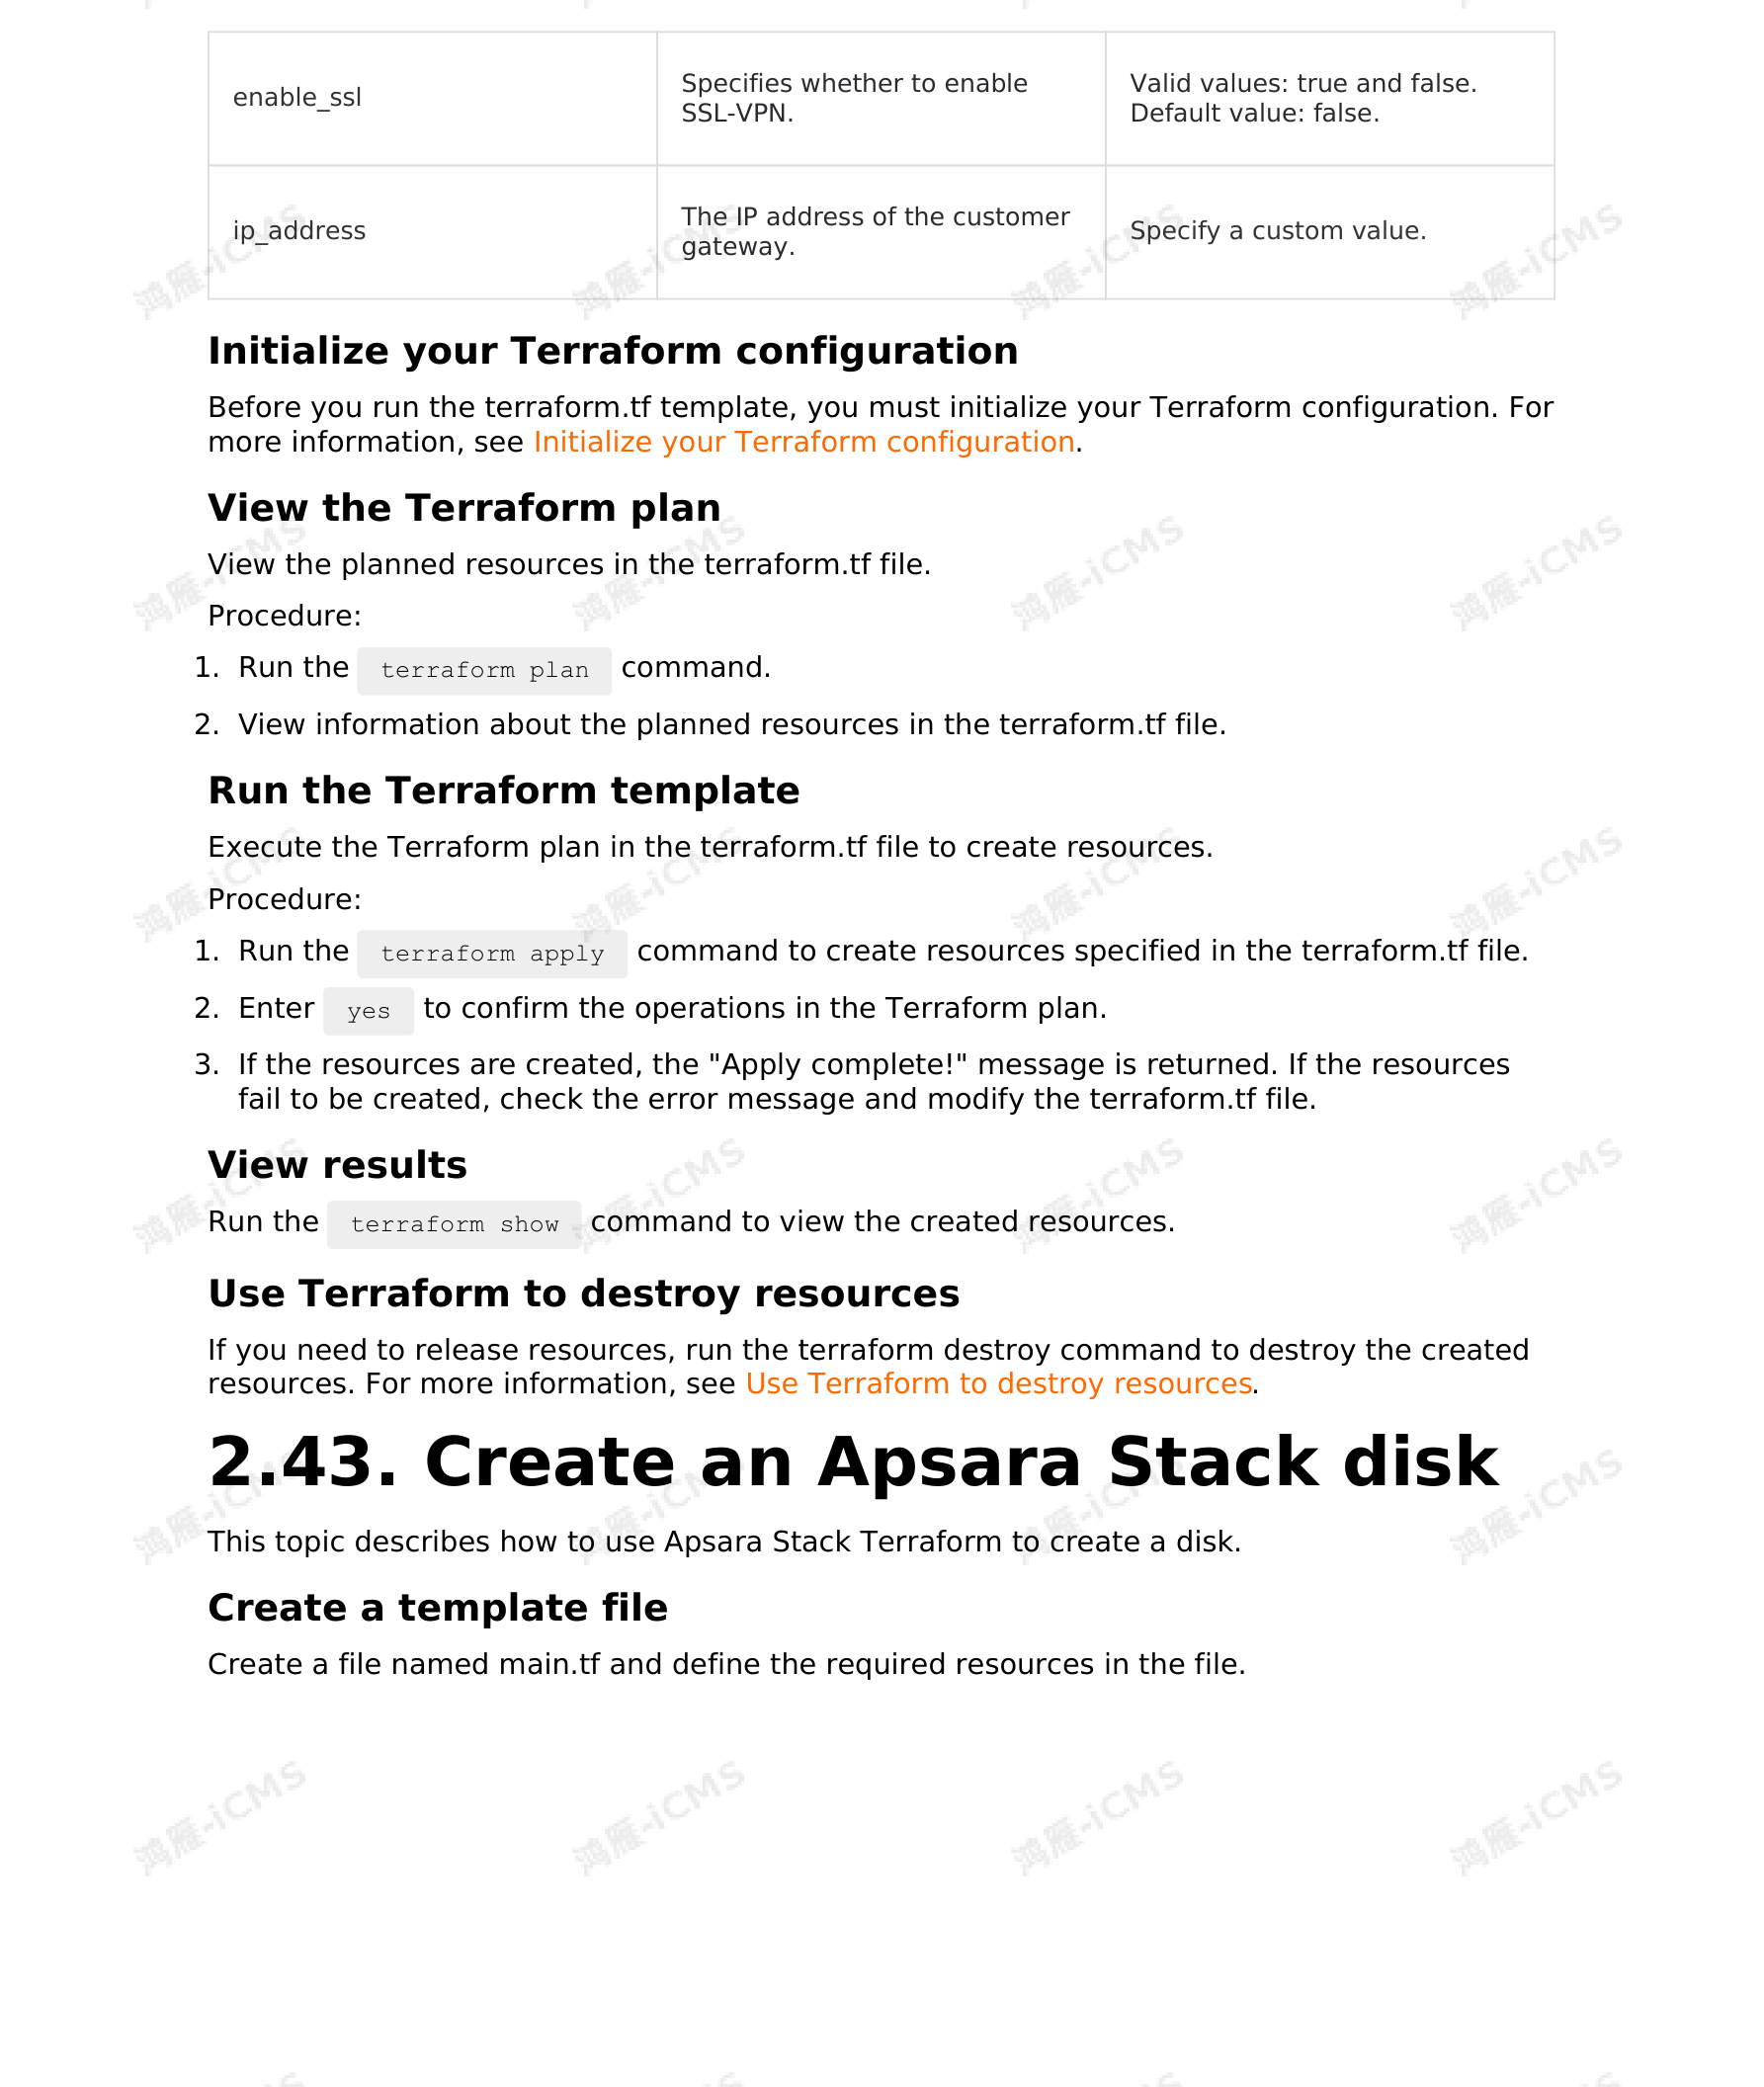 enable_ssl
Specifies whether to enable
SSL-VPN.
Valid values: true and false.
Default value: false.
ip_address
The IP address of the customer
gateway.
Specify a custom value.
Initialize your Terraform configuration
Before you run the terraform.tf template, you must initialize your Terraform configuration. For
more information, see Initialize your Terraform configuration.
View the Terraform plan
View the planned resources in the terraform.tf file.
Procedure:
1. Run the terraform plan command.
2. View information about the planned resources in the terraform.tf file.
Run the Terraform template
Execute the Terraform plan in the terraform.tf file to create resources.
Procedure:
1. Run the terraform apply command to create resources specified in the terraform.tf file.
2. Enter yes to confirm the operations in the Terraform plan.
3. If the resources are created, the "Apply complete!" message is returned. If the resources
fail to be created, check the error message and modify the terraform.tf file.
View results
Run the terraform show command to view the created resources.
Use Terraform to destroy resources
If you need to release resources, run the terraform destroy command to destroy the created
resources. For more information, see Use Terraform to destroy resources.
2.43. Create an Apsara Stack disk
This topic describes how to use Apsara Stack Terraform to create a disk.
Create a template file
Create a file named main.tf and define the required resources in the file.
鸿雁-iCMS